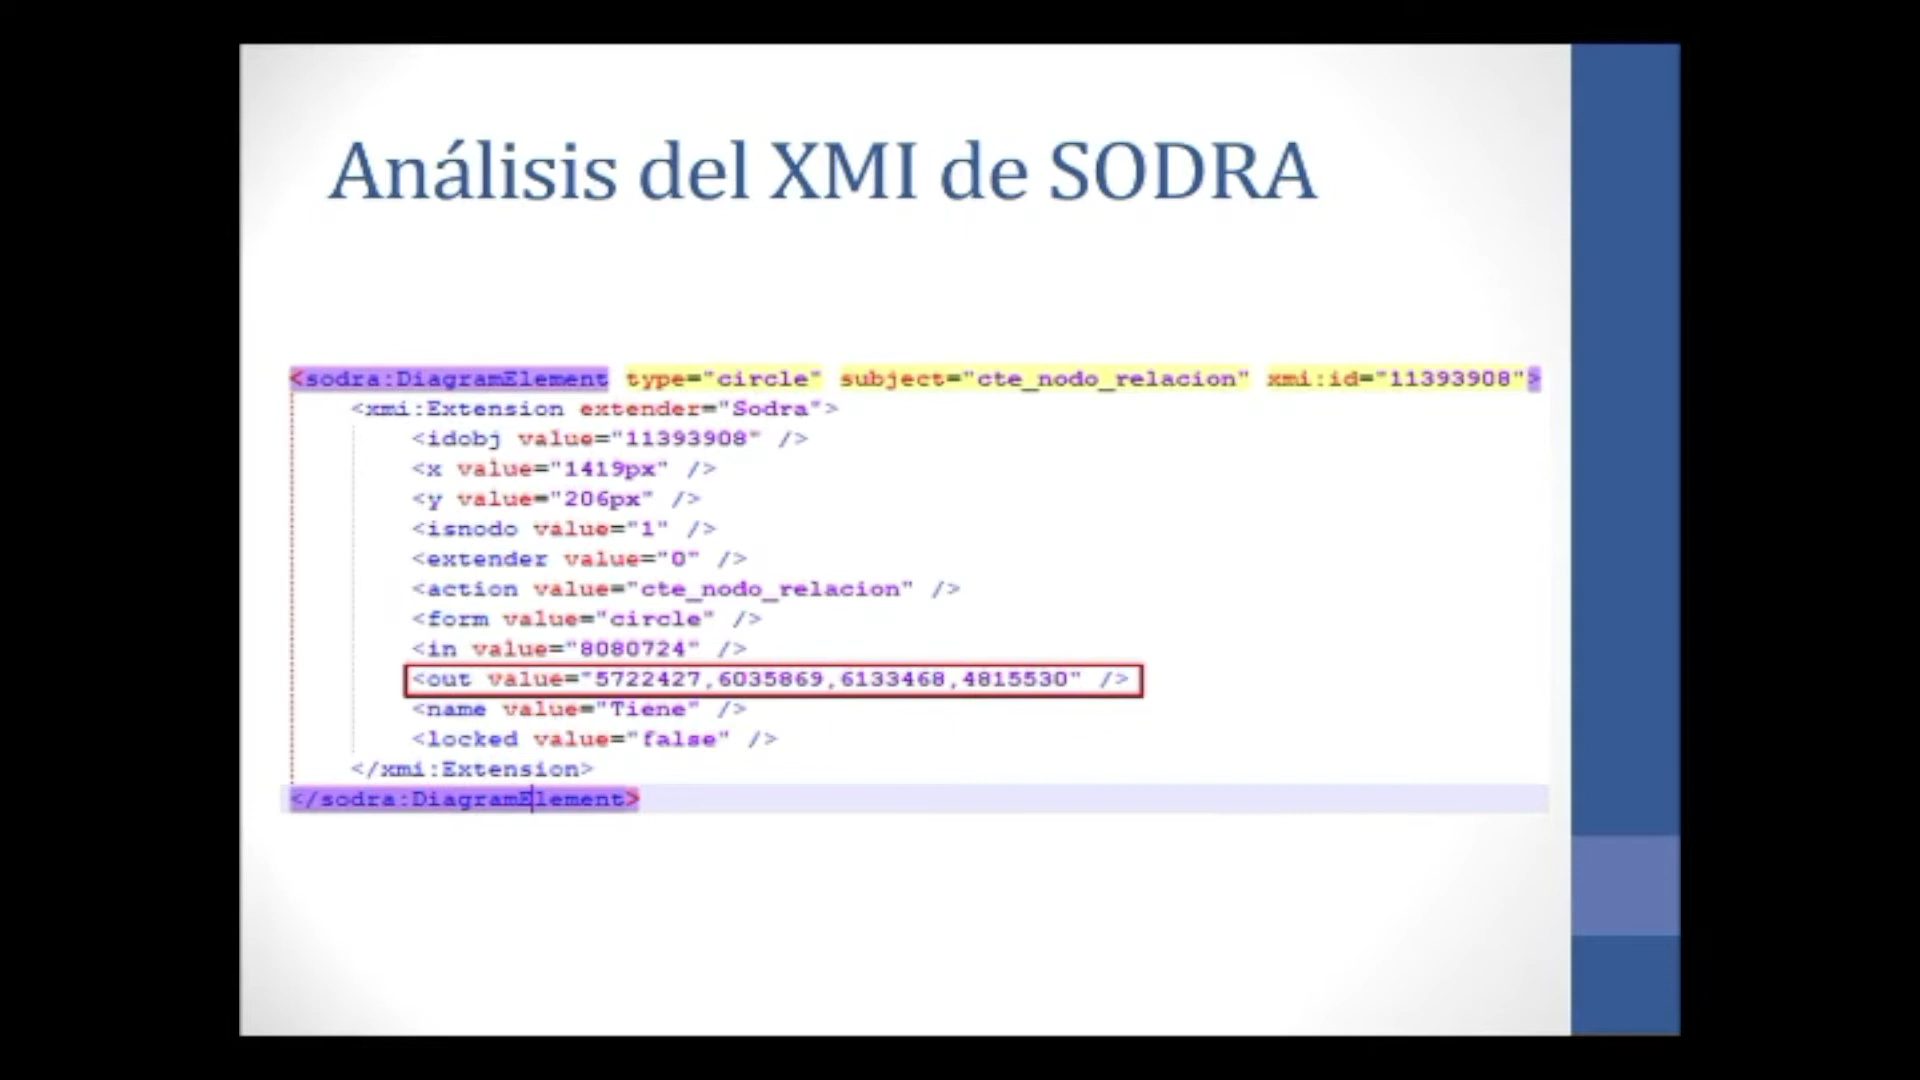 Análisis del XMI de SODRA
<sodra:DiagramElement type="circle" subject="cte_nodo_relacion" xmi:id="11393908">
<xmi:Extension extender="Sodra">
<idobj value="11393908" />
<x value="1419px" />
<y value="206px" />
<isnodo value="1" />
<extender value="0" />
<action value="cte_nodo_relacion" />
<form value="circle" />
<in value="8080724" />
<out value="5722427,6035869,6133468,4815530" />
<name value="Tiene" />
<locked value="false" />
</xmi:Extension>
</sodra:DiagramElement>